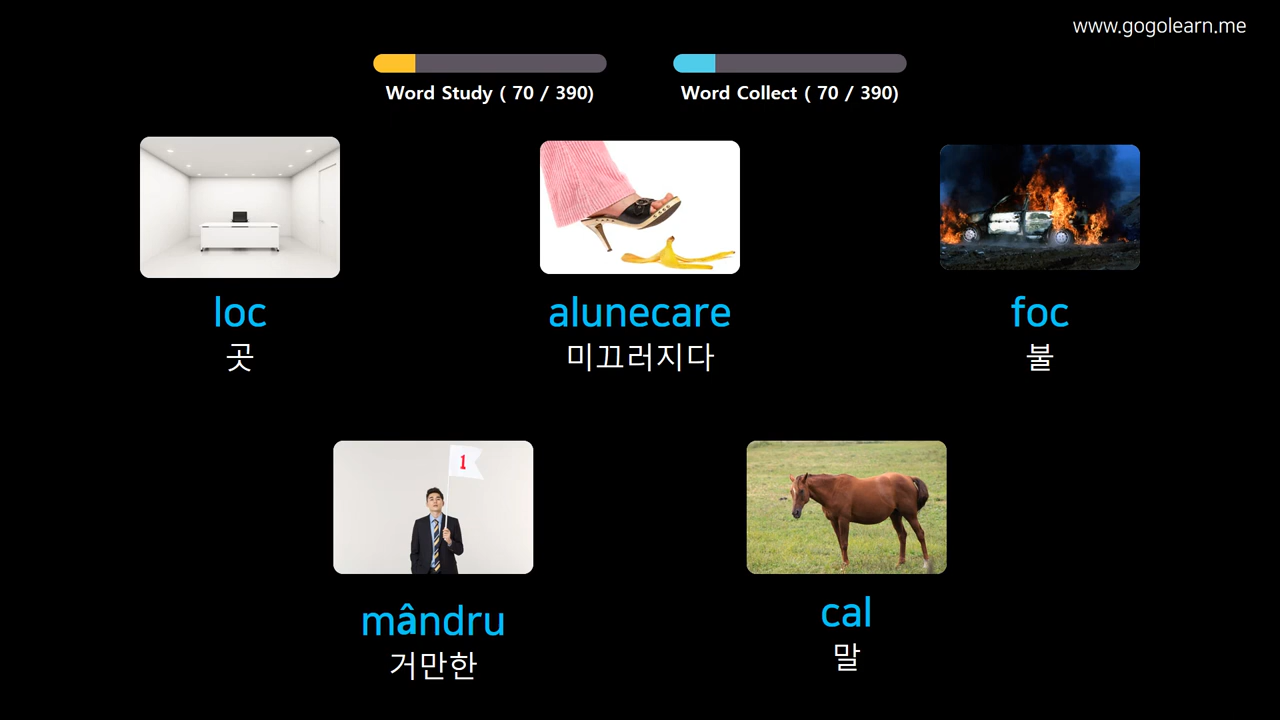 www.gogolearn.me
Word Study ( 70 / 390)
Word Collect ( 70 / 390)
loc
곳
alunecare
미끄러지다
foc
불
1
mândru
거만한
cal
말